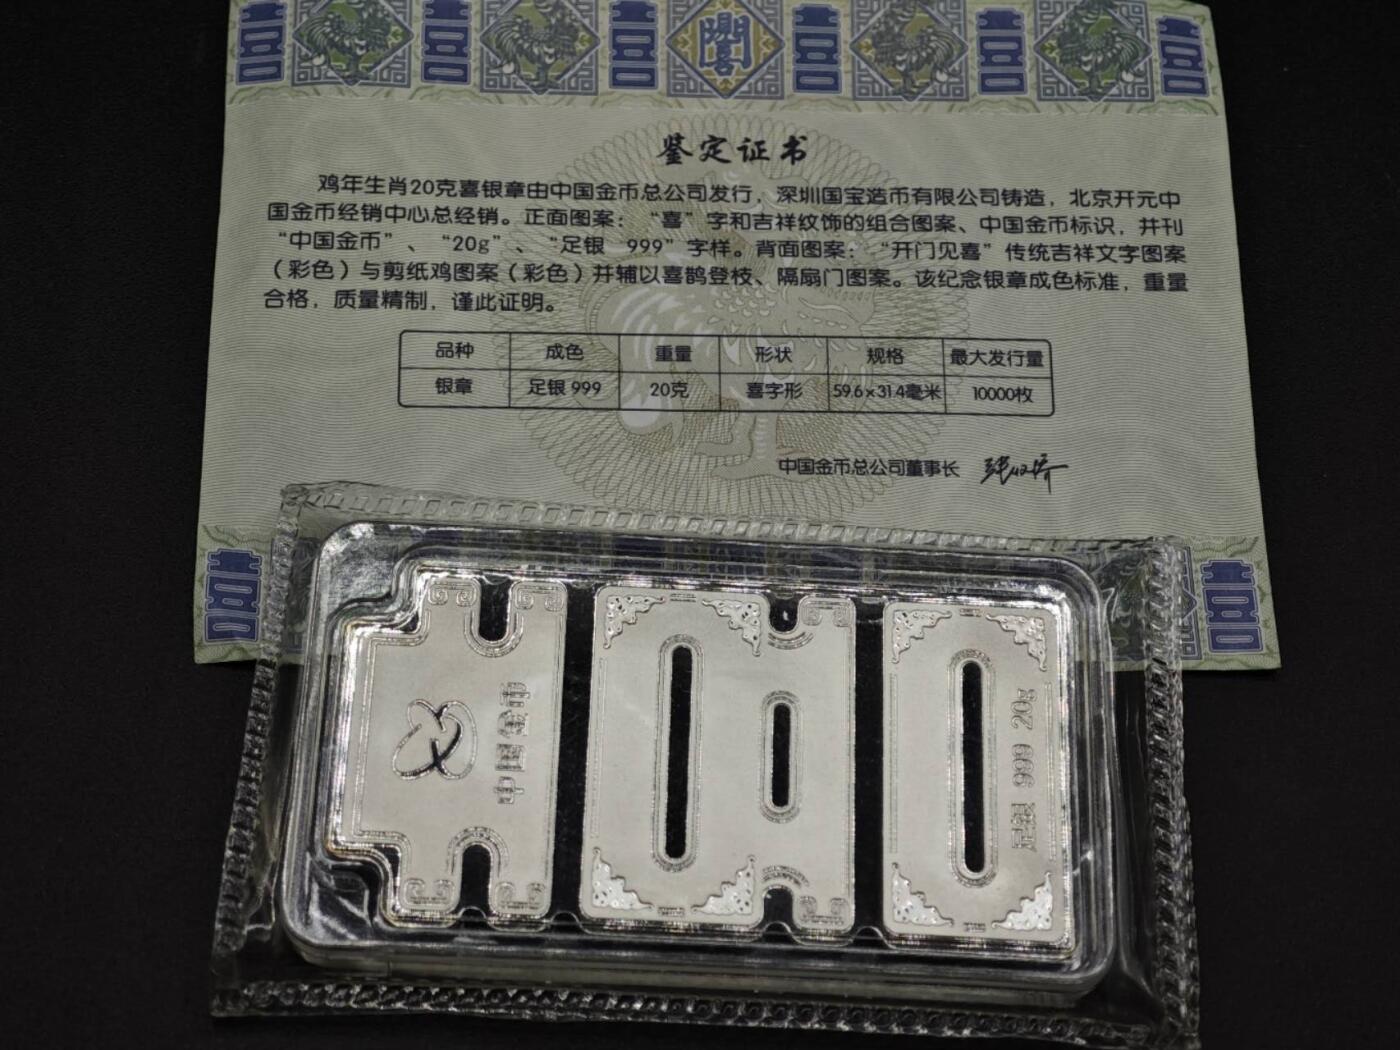 鉴定证书
鸡年生肖20克喜银章由中国金币总公司发行，深圳国宝造币有限公司铸造，北京开元中
国金币经销中心总经销。正面图案：“喜”字和吉祥纹饰的组合图案、中国金币标识，并刊
“中国金币”、“20g”、“足银 999”字样。背面图案：“开门见喜”传统吉祥文字图案
（彩色）与剪纸鸡图案（彩色）并辅以喜鹊登枝、隔扇门图案。该纪念银章成色标准，重量
合格，质量精制，谨此证明。
品种 成色 重量 形状 规格 最大发行量
银章 足银 999 20克 喜字形 59.6×31.4毫米 10000枚
中国金币总公司董事长
中国金币
足银 999 20g